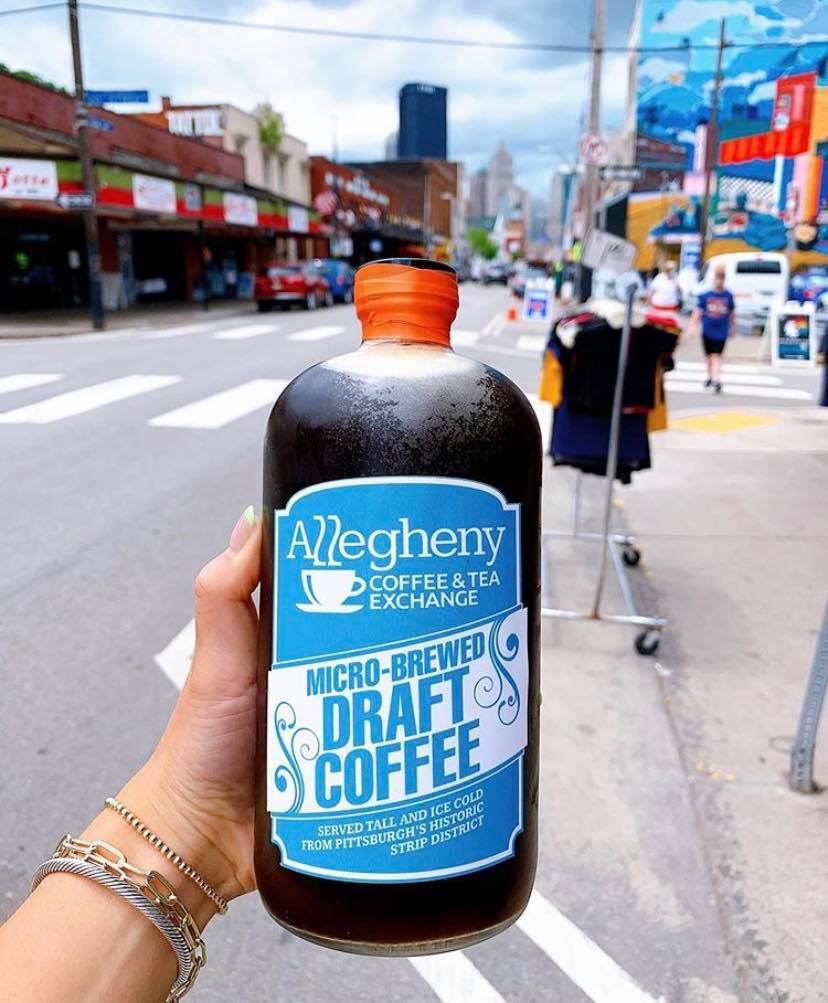 Allegheny
COFFEE & TEA
EXCHANGE
MICRO-BREWED
DRAFT
COFFEE
SERVED TALL AND ICE COLD
FROM PITTSBURGH'S HISTORIC
STRIP DISTRICT